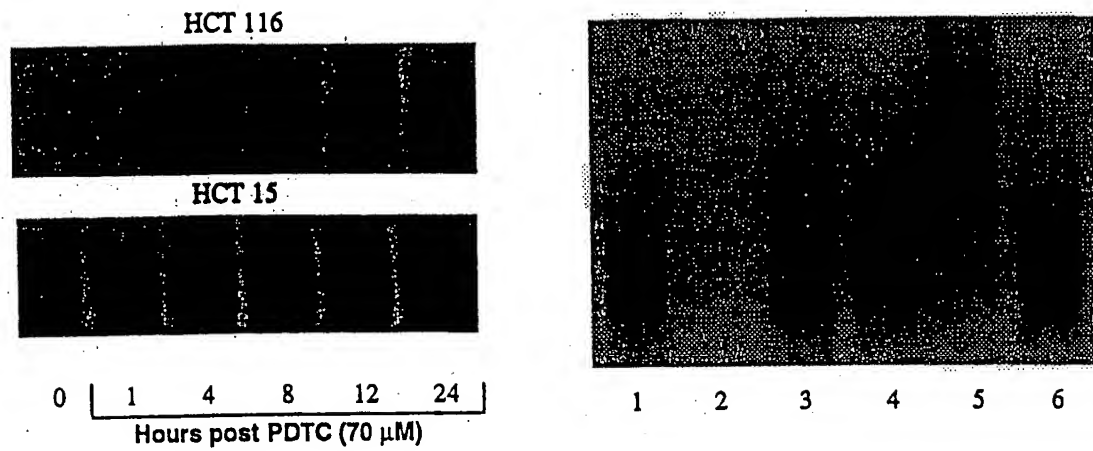 HCT 116
HCT 15
0 1 4 8 12 24
Hours post PDTC (70 μM)
1 2 3 4 5 6